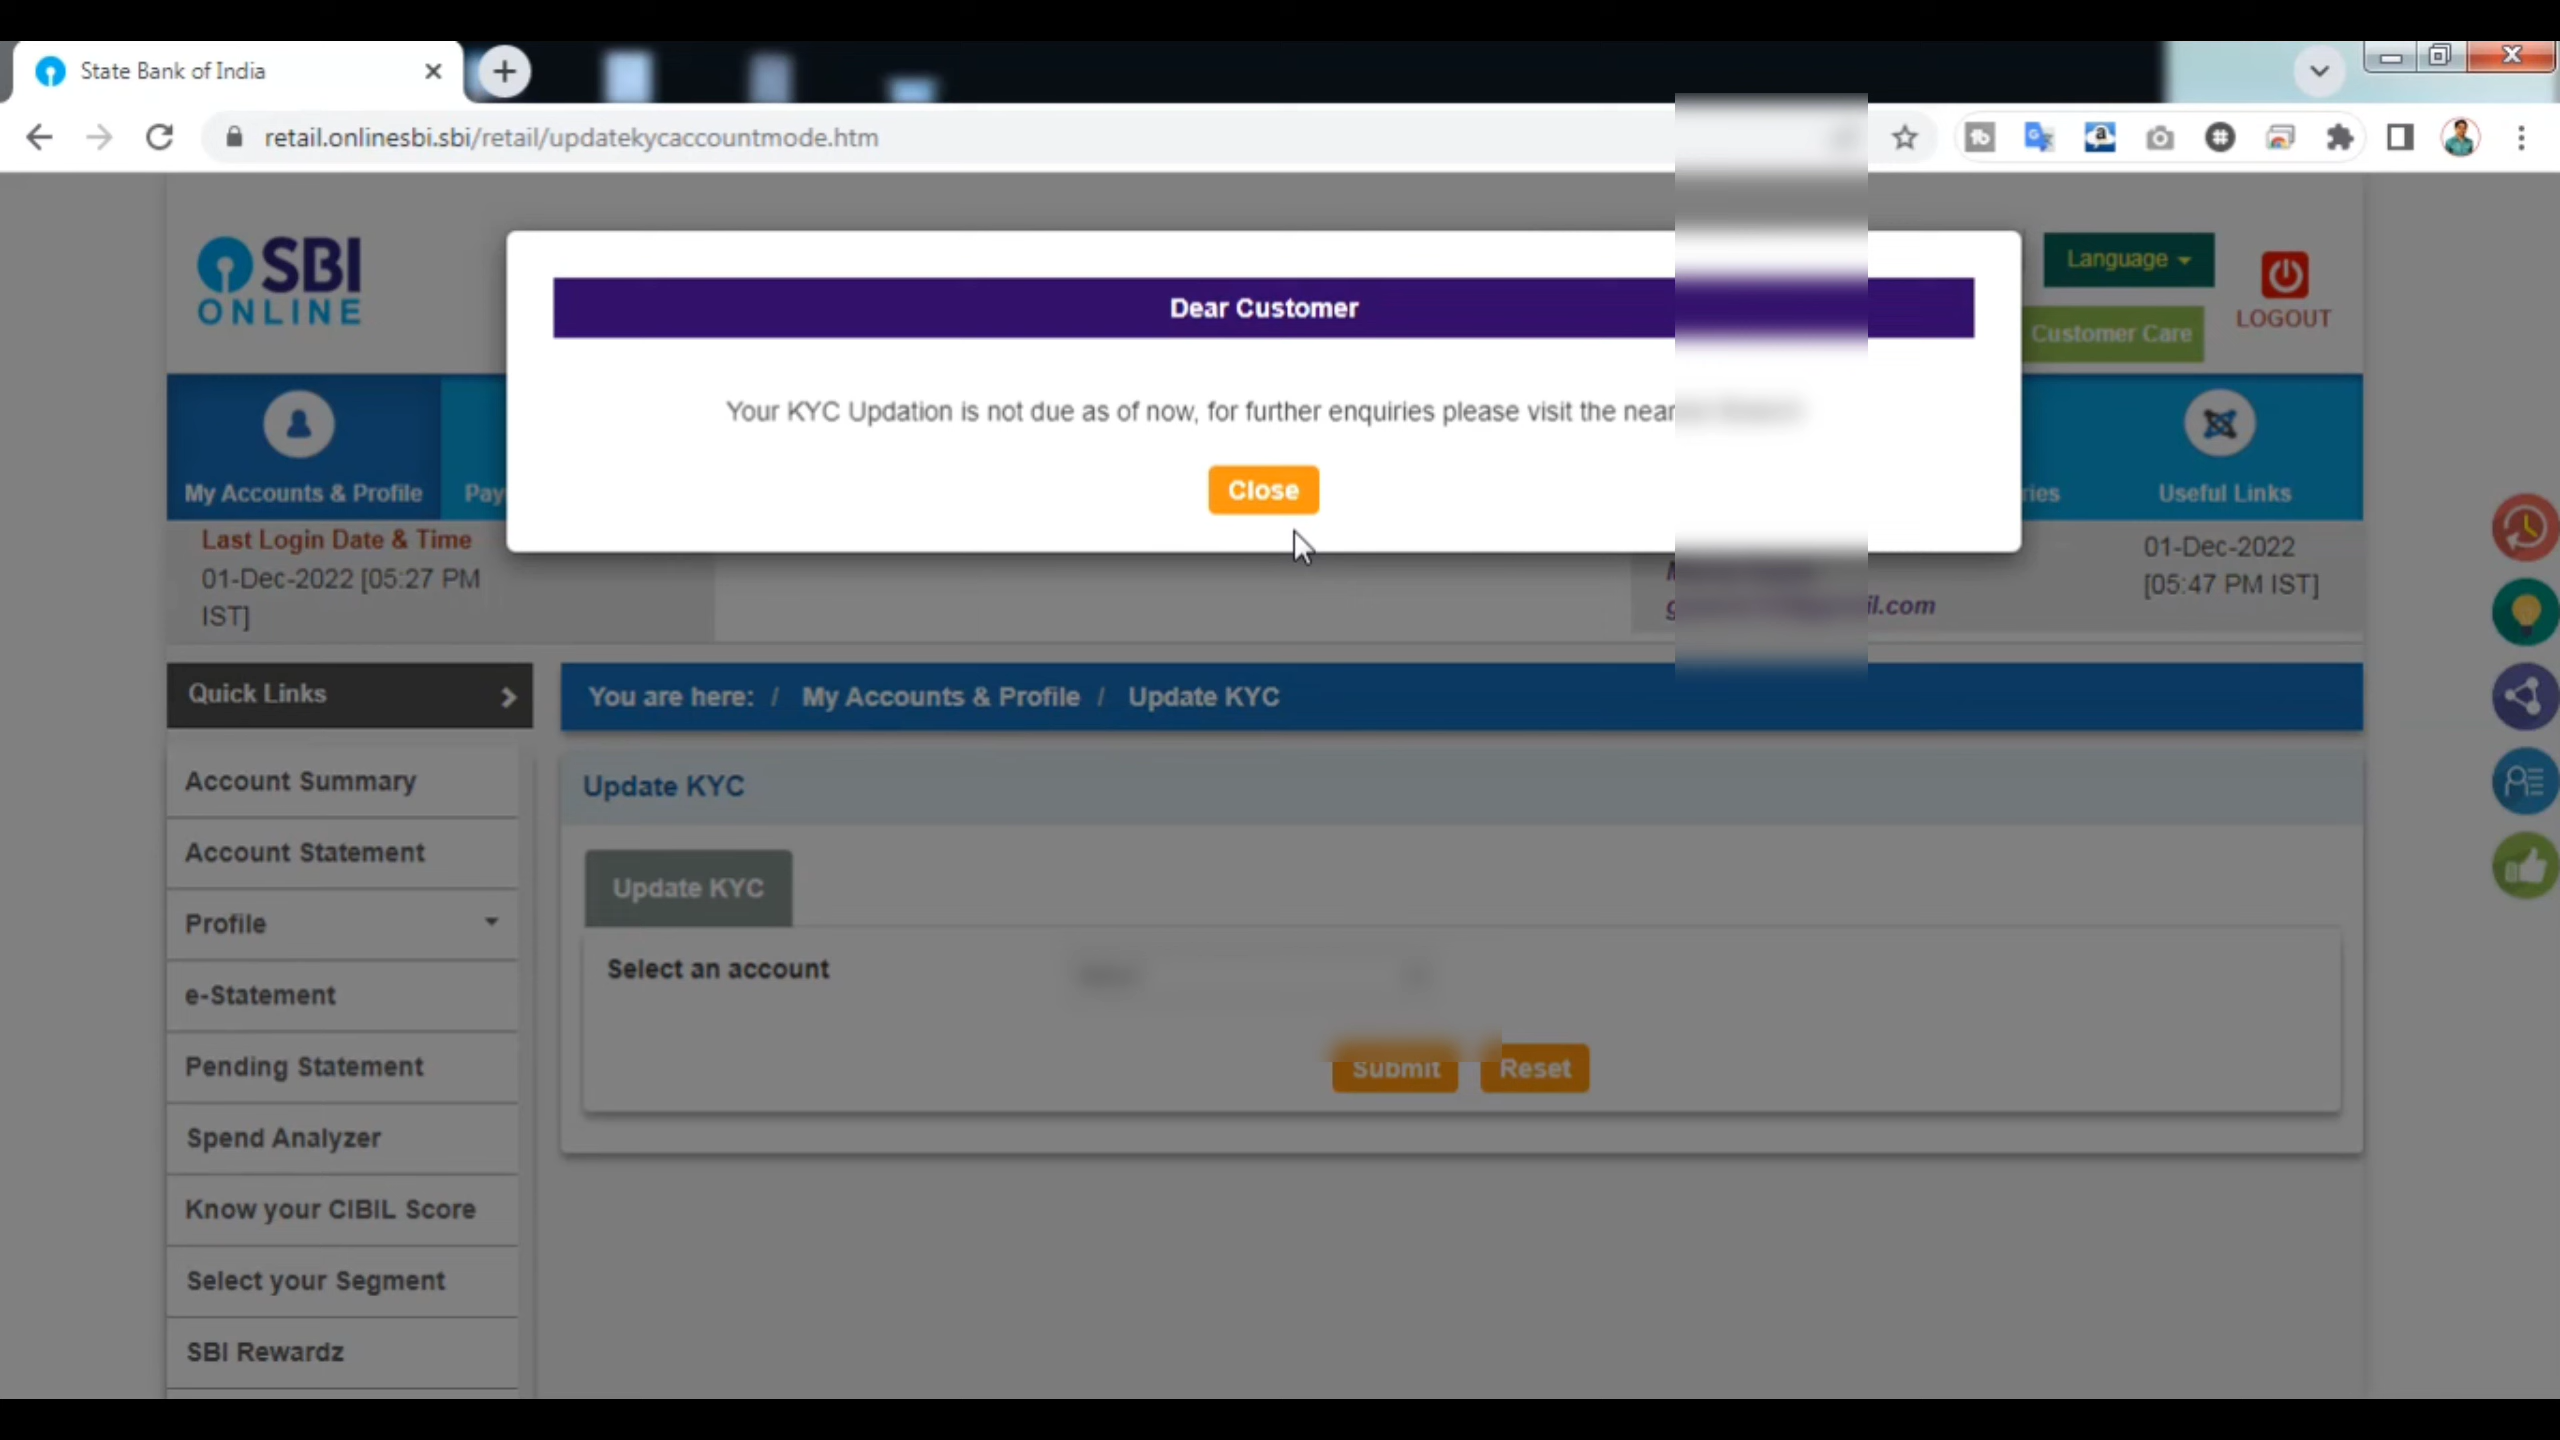 State Bank of India
retail.onlinesbi.sbi/retail/updatekycaccountmode.htm
SBI
ONLINE
Language
LOGOUT
Customer Care
Dear Customer
Your KYC Updation is not due as of now, for further enquiries please visit the
Close
My Accounts & Profile
Useful Links
Last Login Date & Time
01-Dec-2022 [05:27 PM
IST]
01-Dec-2022
[05:47 PM IST]
Quick Links
You are here: / My Accounts & Profile / Update KYC
Account Summary
Account Statement
Profile
e-Statement
Pending Statement
Spend Analyzer
Know your CIBIL Score
Select your Segment
SBI Rewardz
Update KYC
Update KYC
Select an account
Submit
Reset